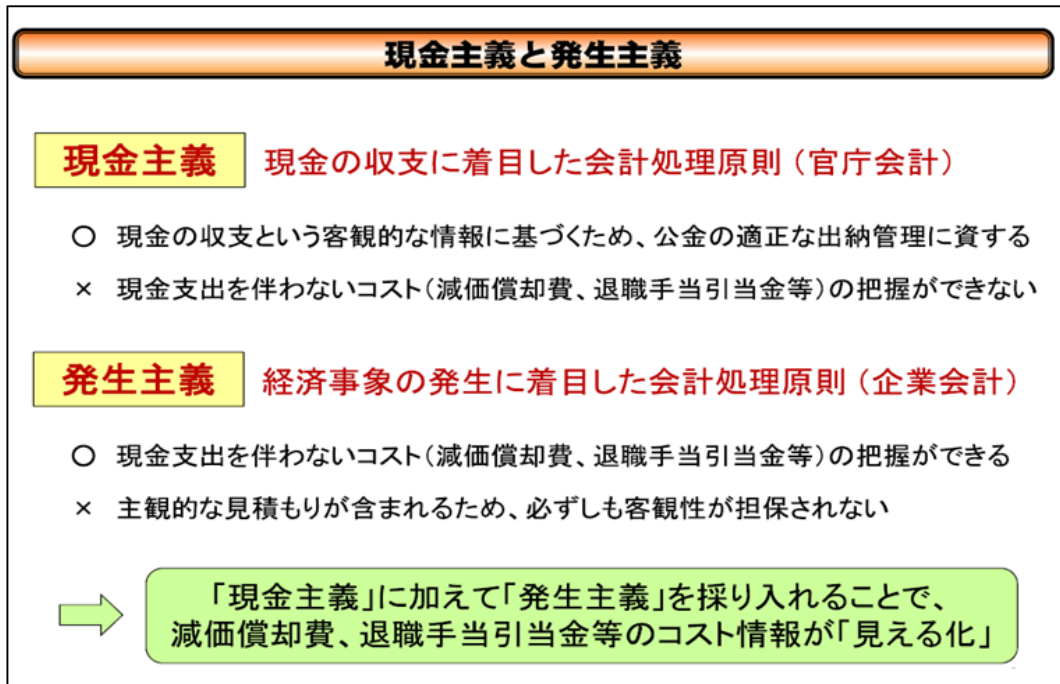 現金主義と発生主義
現金主義 現金の収支に着目した会計処理原則(官庁会計)
○ 現金の収支という客観的な情報に基づくため、公金の適正な出納管理に資する
× 現金支出を伴わないコスト(減価償却費、退職手当引当金等)の把握ができない
発生主義 経済事象の発生に着目した会計処理原則(企業会計)
○ 現金支出を伴わないコスト(減価償却費、退職手当引当金等)の把握ができる
× 主観的な見積もりが含まれるため、必ずしも客観性が担保されない
「現金主義」に加えて「発生主義」を採り入れることで、
減価償却費、退職手当引当金等のコスト情報が「見える化」